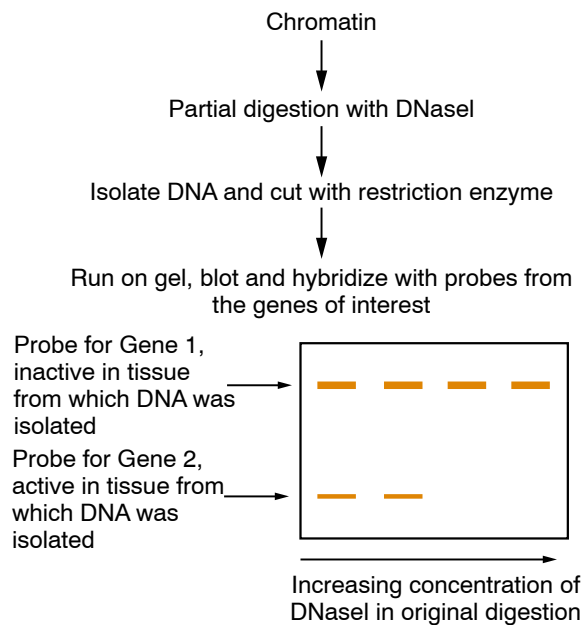 Chromatin
Partial digestion with DNasel
Isolate DNA and cut with restriction enzyme
Run on gel, blot and hybridize with probes from
the genes of interest
Probe for Gene 1,
inactive in tissue
from which DNA was
isolated
Probe for Gene 2,
active in tissue from
which DNA was
isolated
Increasing concentration of
DNasel in original digestion